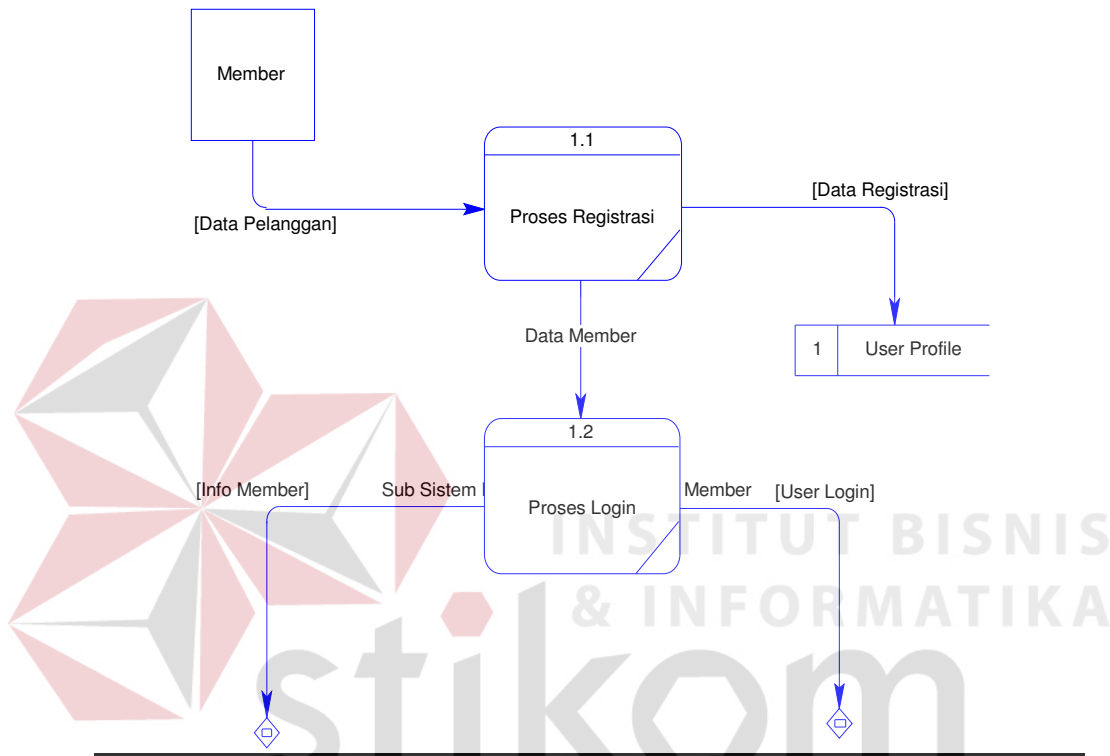 Member
1.1
[Data Registrasi]
Proses Registrasi
[Data Pelanggan]
Data Member
1 User Profile
1.2
[Info Member]
Sub Sistem
Member
[User Login]
Proses Login
INSTITUT BISNIS
& INFORMATIKA
stikom